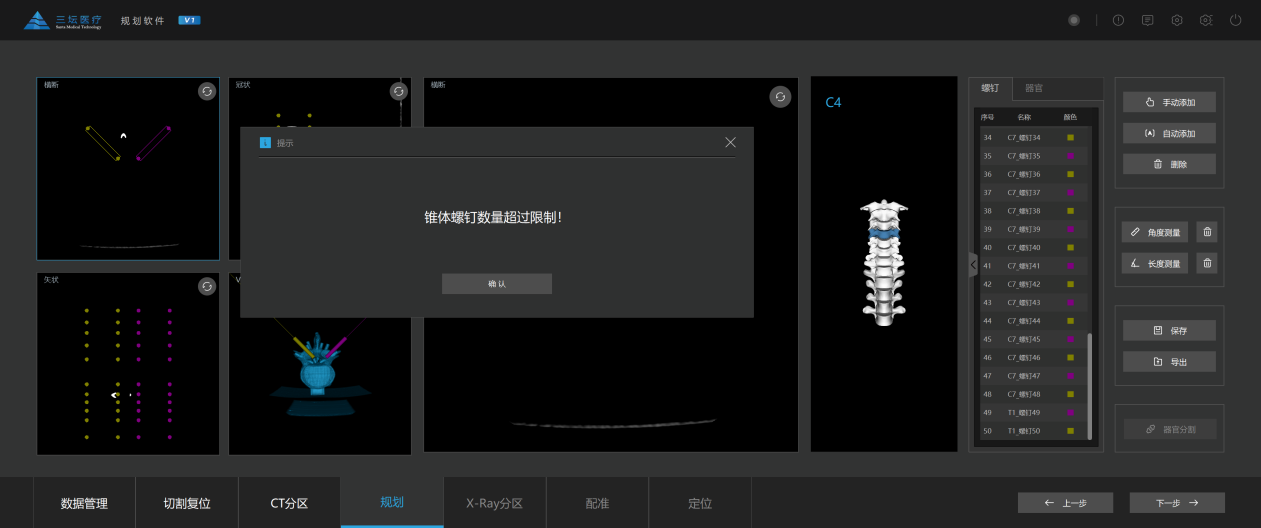 三坛医疗
Santa Medical Technology
规划软件 V1
横断
冠状
横断
C4
矢状
V
提示
锥体螺钉数量超过限制!
确认
螺钉 器官
序号 名称 颜色
34 C7_螺钉34
35 C7_螺钉35
36 C7_螺钉36
37 C7_螺钉37
38 C7_螺钉38
39 C7_螺钉39
40 C7_螺钉40
41 C7_螺钉41
42 C7_螺钉42
43 C7_螺钉43
44 C7_螺钉44
45 C7_螺钉45
46 C7_螺钉46
47 C7_螺钉47
48 C7_螺钉48
49 T1_螺钉49
50 T1_螺钉50
手动添加
自动添加
删除
角度测量
长度测量
保存
导出
器官分割
数据管理 切割复位 CT分区 规划 X-Ray分区 配准 定位
上一步 下一步